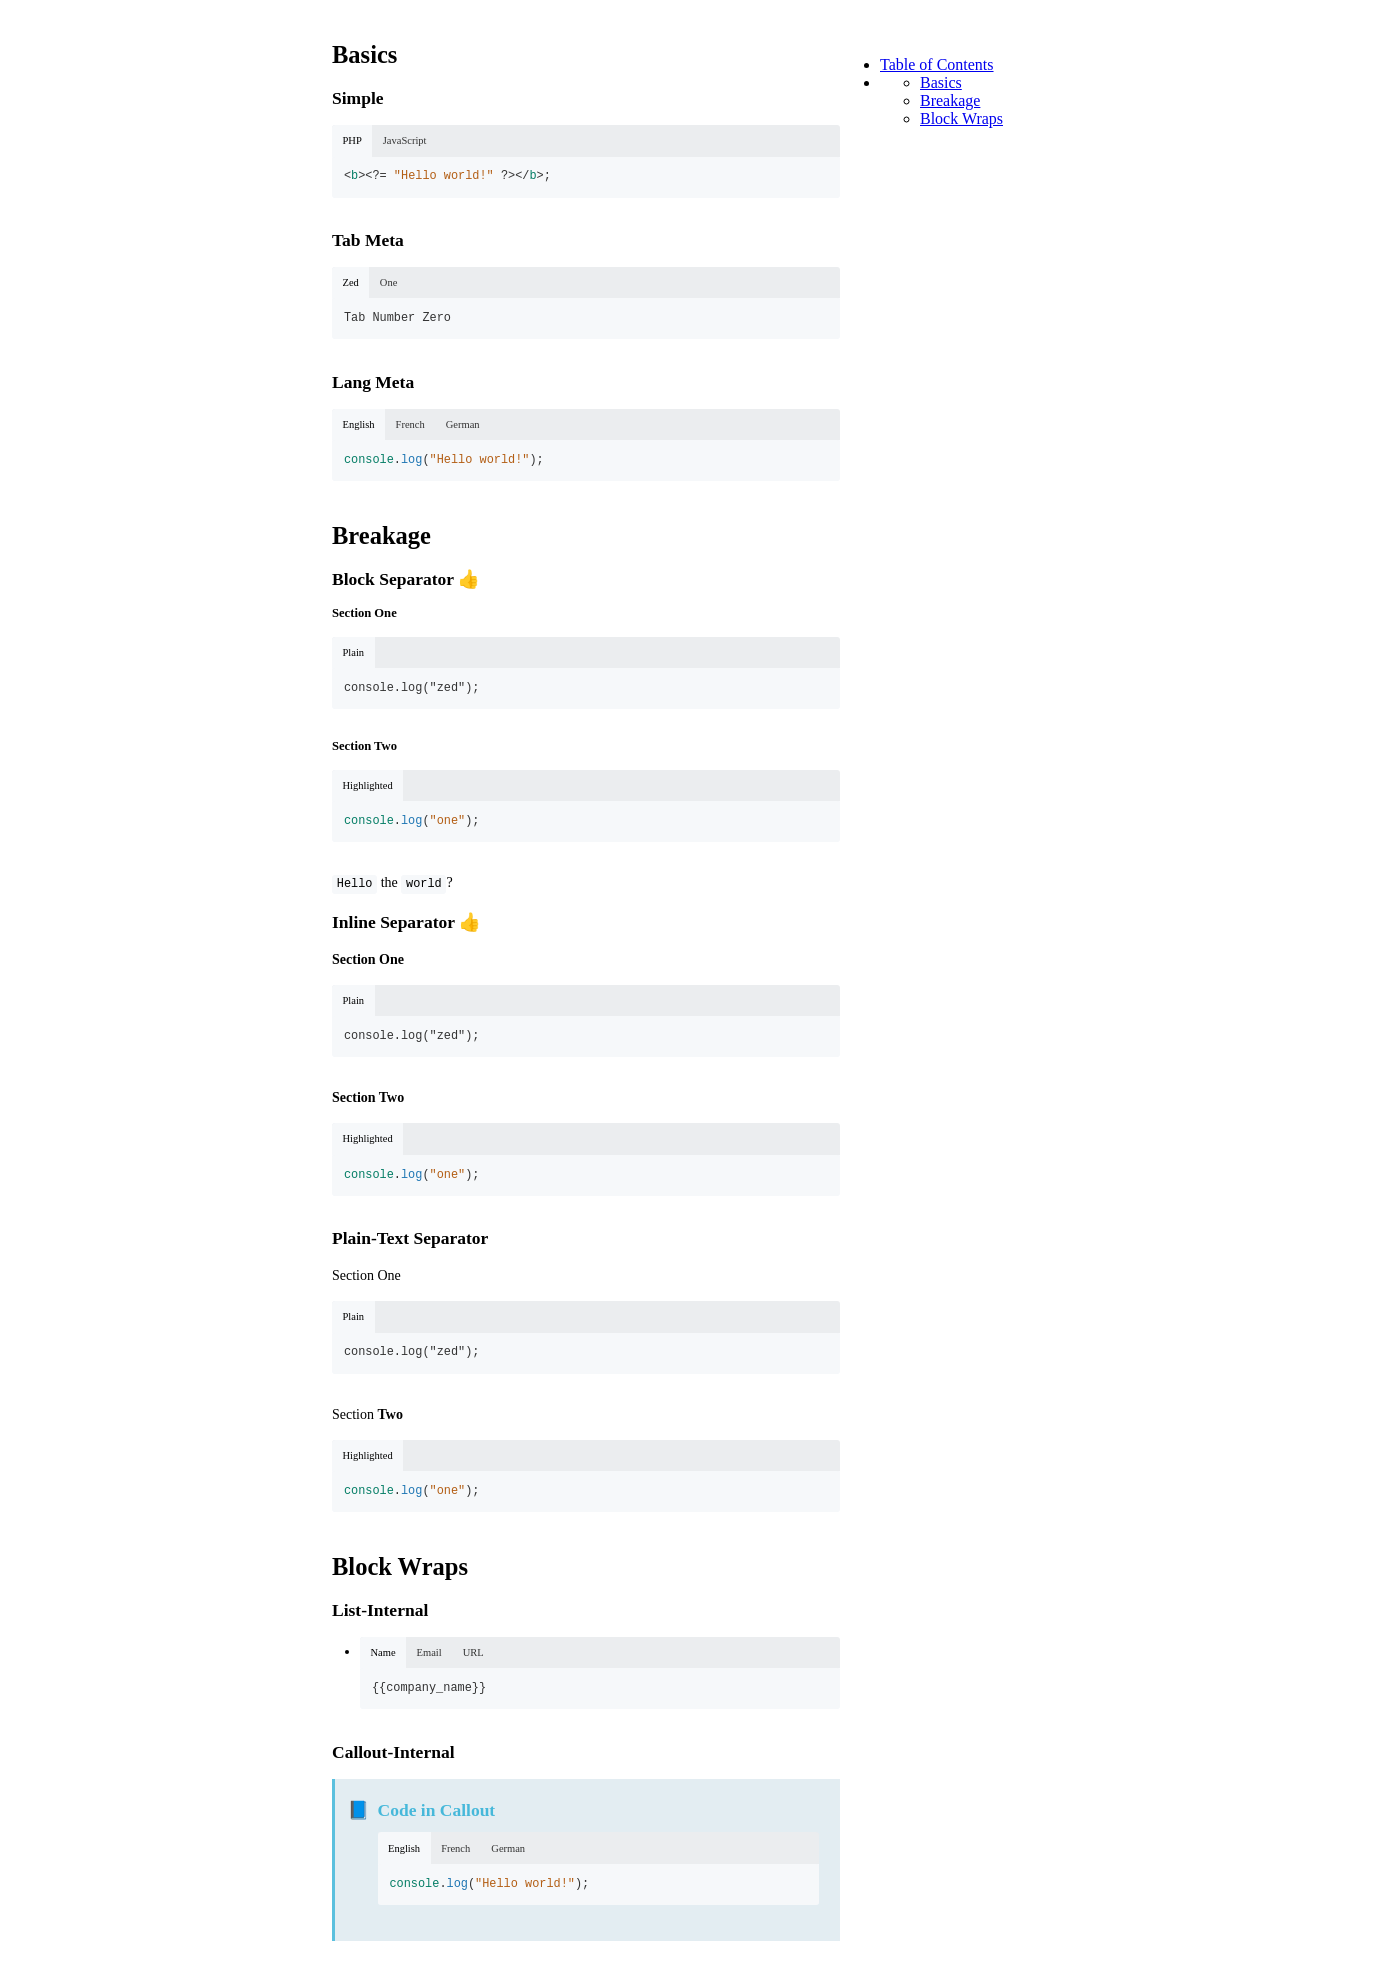 Basics
Table of Contents
Basics
Breakage
Block Wraps
Simple
PHP JavaScript
<b><?= "Hello world!" ?></b>;
Tab Meta
Zed One
Tab Number Zero
Lang Meta
English French German
console.log("Hello world!");
Breakage
Block Separator 👍
Section One
Plain
console.log("zed");
Section Two
Highlighted
console.log("one");
Hello the world?
Inline Separator 👍
Section One
Plain
console.log("zed");
Section Two
Highlighted
console.log("one");
Plain-Text Separator
Section One
Plain
console.log("zed");
Section Two
Highlighted
console.log("one");
Block Wraps
List-Internal
Name Email URL
{{company_name}}
Callout-Internal
📘 Code in Callout
English French German
console.log("Hello world!");